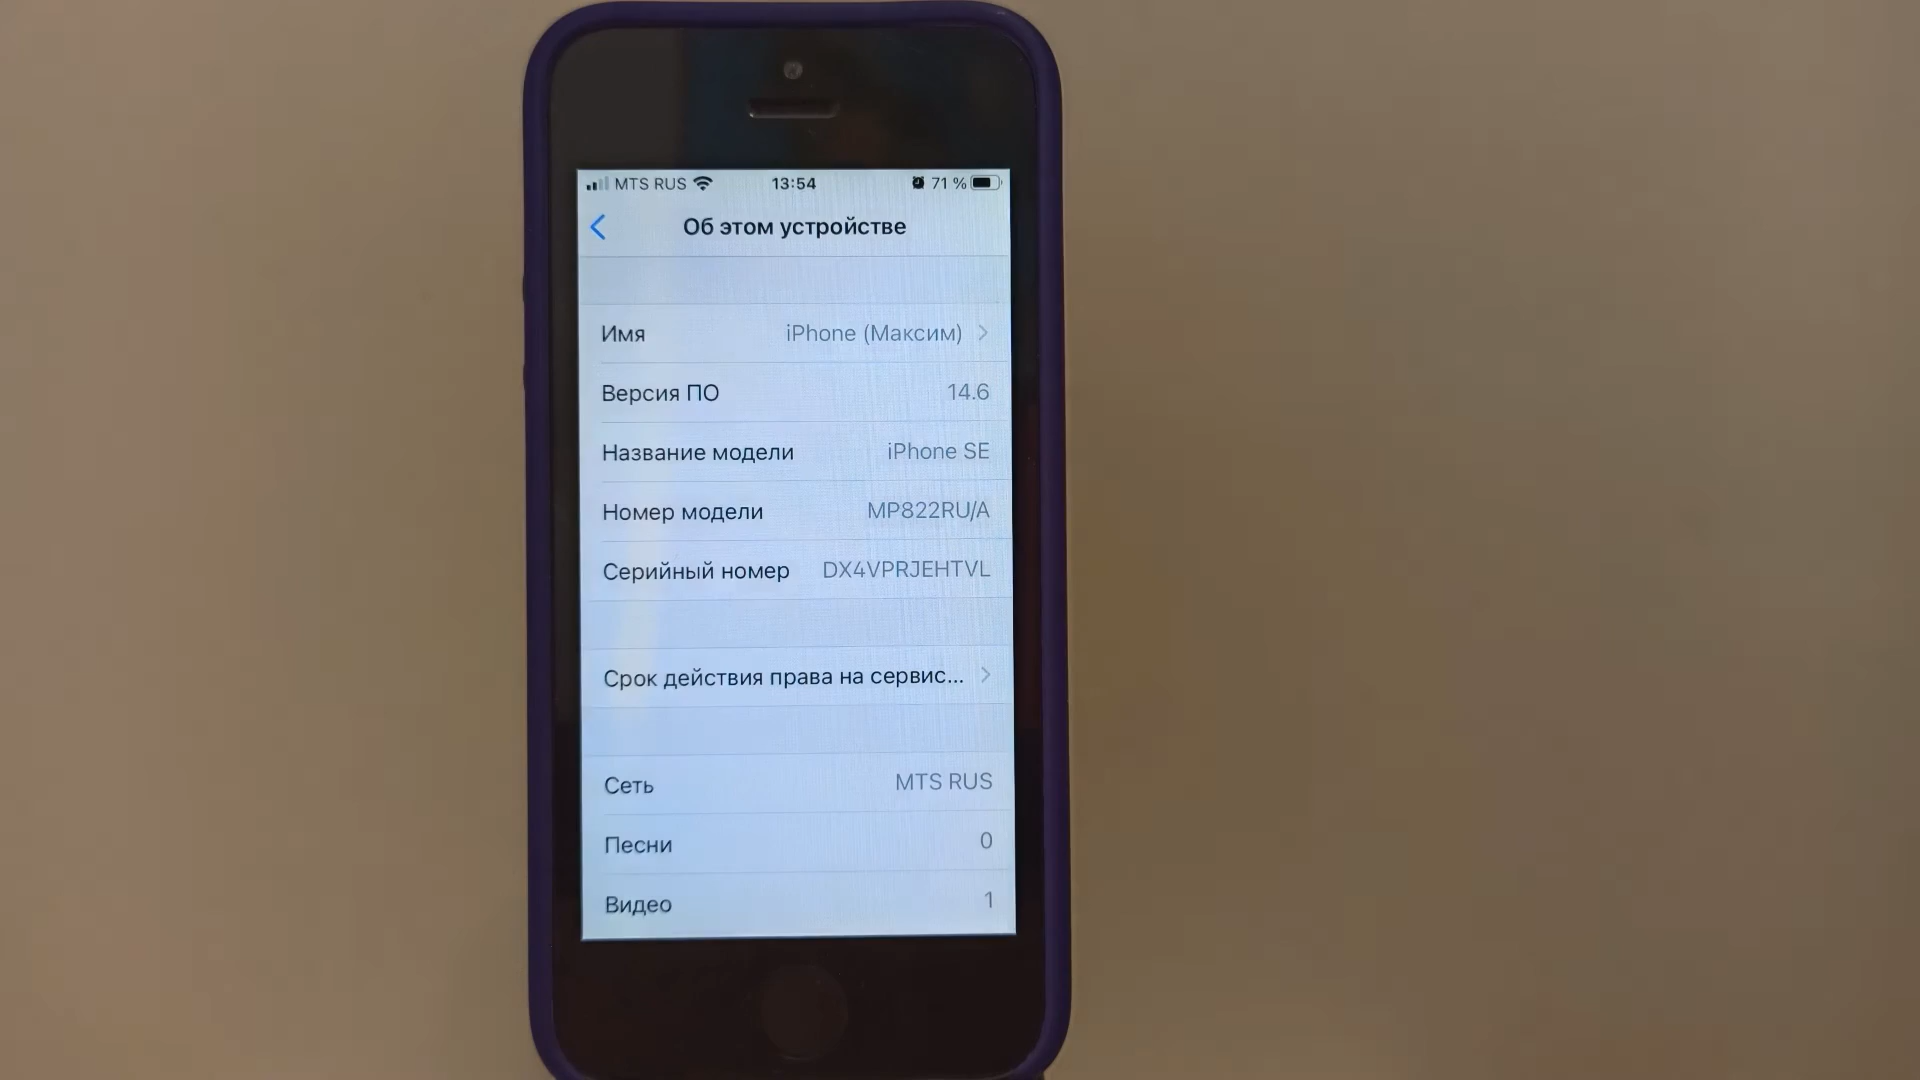 MTS RUS 13:54 71 %
Об этом устройстве
Имя iPhone (Максим)
Версия ПО 14.6
Название модели iPhone SE
Номер модели MP822RU/A
Серийный номер DX4VPRJEHTVL
Срок действия права на сервис...
Сеть MTS RUS
Песни 0
Видео 1